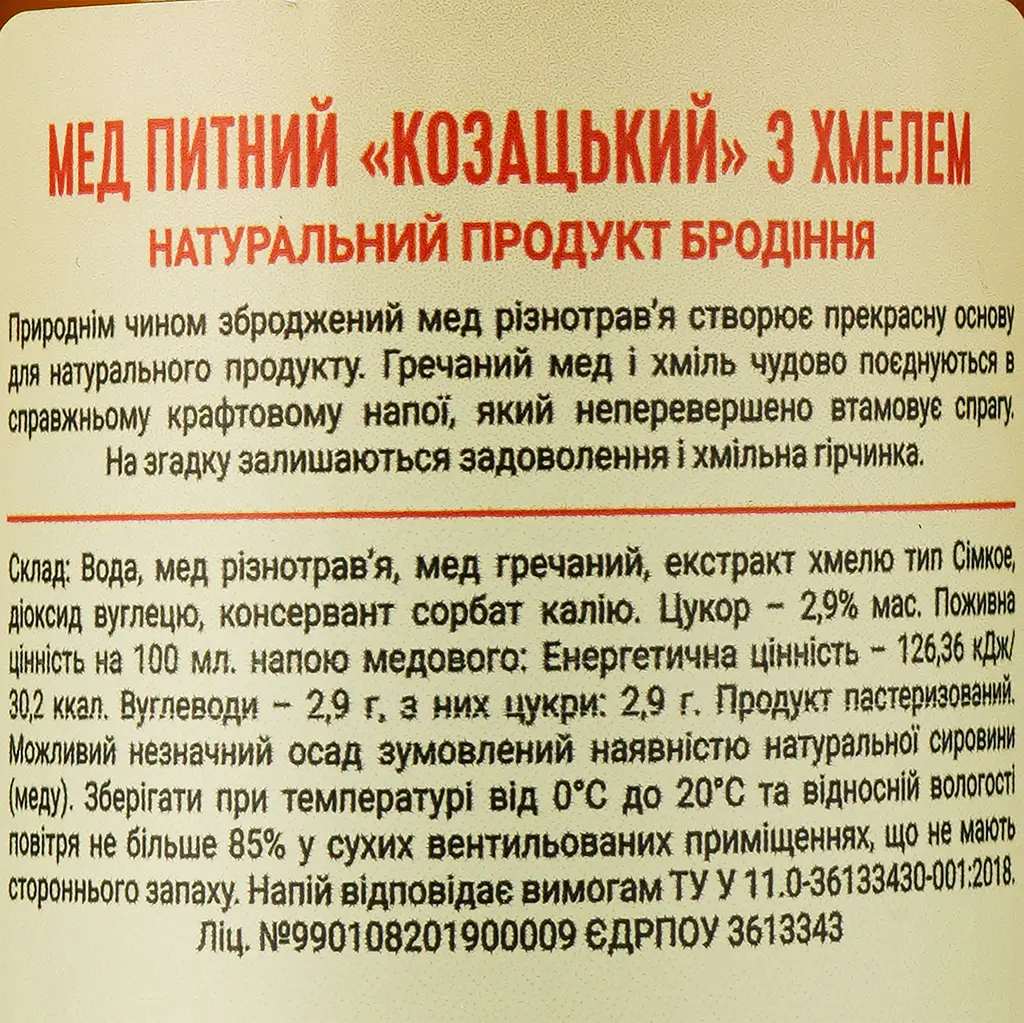 МЕД ПИТНИЙ «КОЗАЦЬКИЙ» З ХМЕЛЕМ
НАТУРАЛЬНИЙ ПРОДУКТ БРОДІННЯ
Природнім чином зброджений мед різнотрав’я створює прекрасну основу
для натурального продукту. Гречаний мед і хміль чудово поєднуються в
справжньому крафтовому напої, який неперевершено втамовує спрагу.
На згадку залишаються задоволення і хмільна гірчинка.
Склад: Вода, мед різнотрав’я, мед гречаний, екстракт хмелю тип Сімкое,
діоксид вуглецю, консервант сорбат калію. Цукор – 2,9% мас. Поживна
цінність на 100 мл. напою медового: Енергетична цінність – 126,36 кДж/
30,2 ккал. Вуглеводи – 2,9 г, з них цукри: 2,9 г. Продукт пастеризований.
Можливий незначний осад зумовлений наявністю натуральної сировини
(меду). Зберігати при температурі від 0°С до 20°С та відносній вологості
повітря не більше 85% у сухих вентильованих приміщеннях, що не мають
стороннього запаху. Напій відповідає вимогам ТУ У 11.0-36133430-001:2018.
Ліц. №990108201900009 ЄДРПОУ 3613343